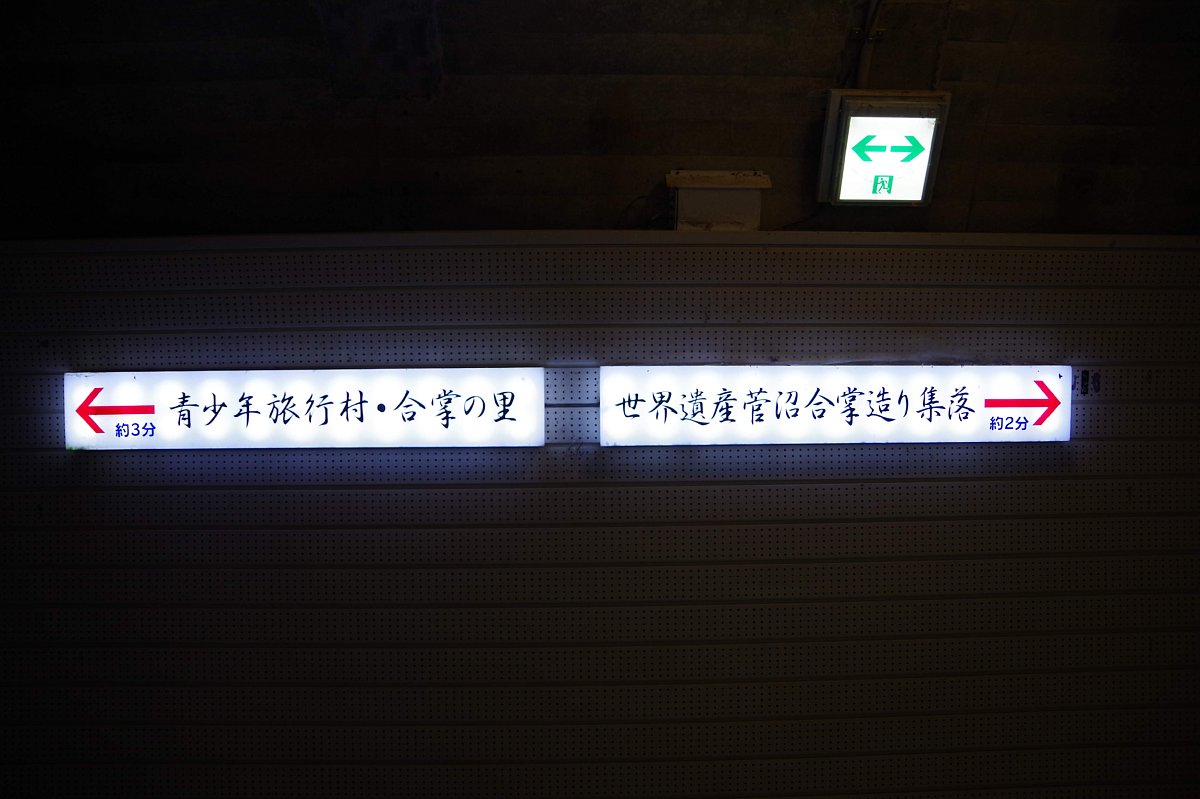 青少年旅行村・合掌の里
約3分
世界遺産菅沼合掌造り集落
約2分